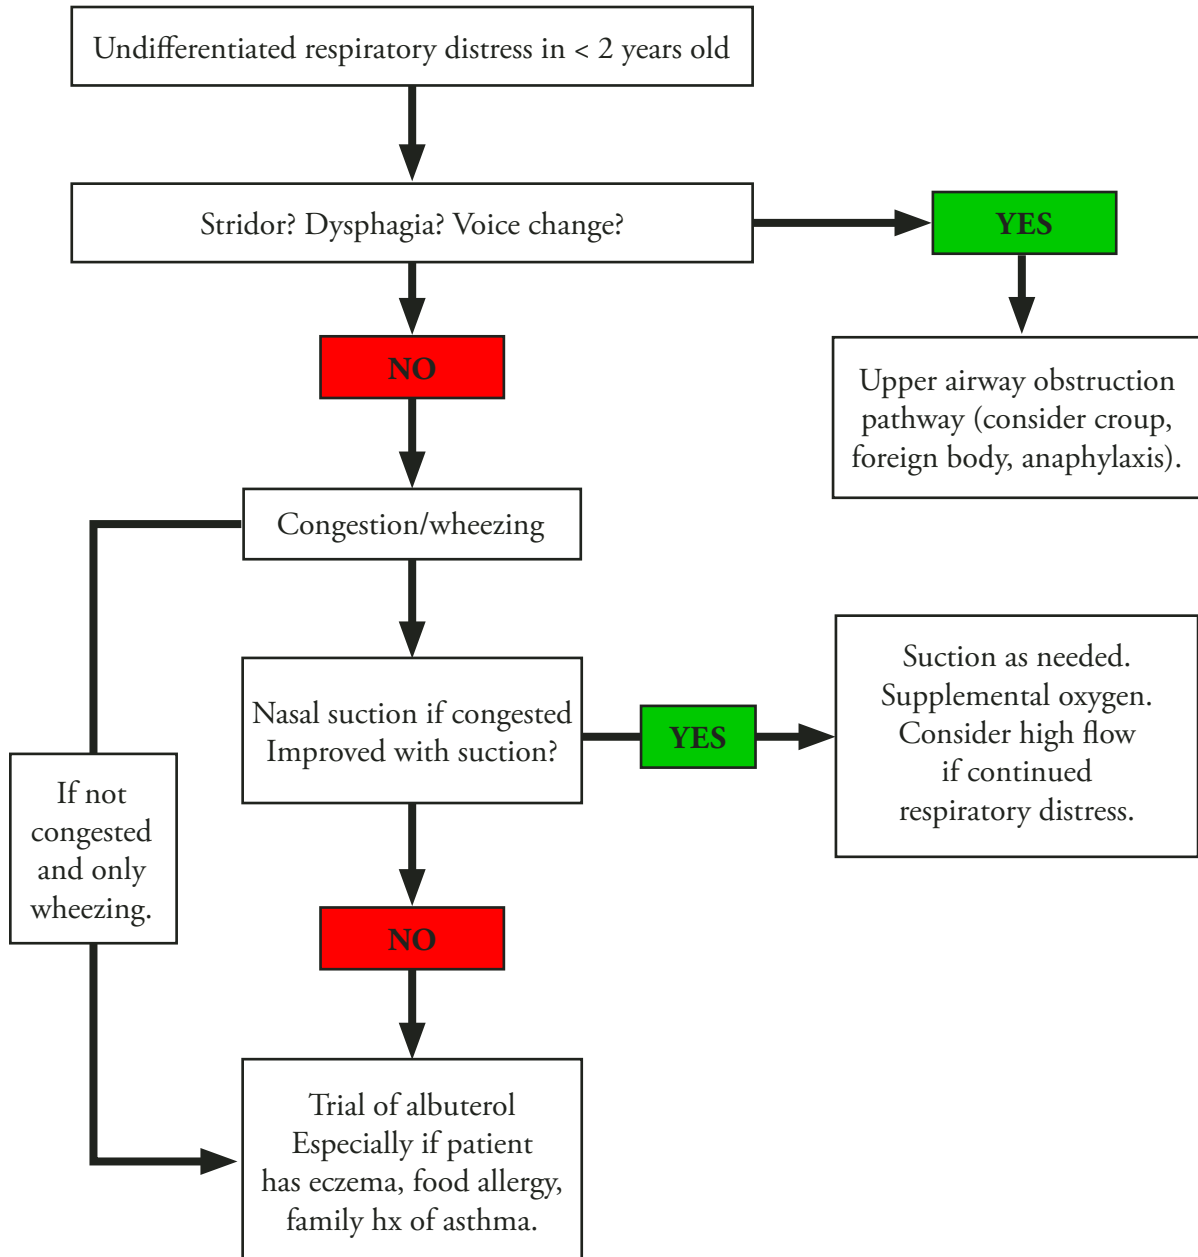 Undifferentiated respiratory distress in < 2 years old
Stridor? Dysphagia? Voice change?
YES
NO
Upper airway obstruction
pathway (consider croup,
foreign body, anaphylaxis).
Congestion/wheezing
Nasal suction if congested
Improved with suction?
YES
Suction as needed.
Supplemental oxygen.
Consider high flow
if continued
respiratory distress.
If not
congested
and only
wheezing.
NO
Trial of albuterol
Especially if patient
has eczema, food allergy,
family hx of asthma.